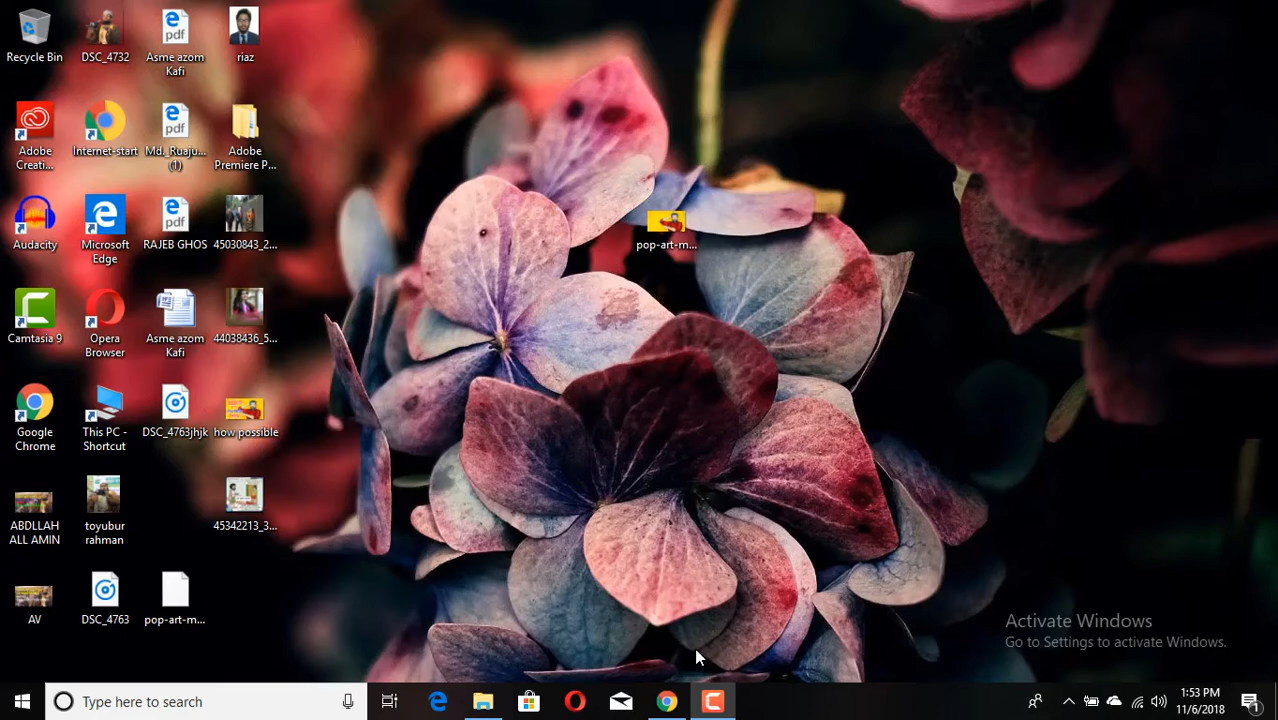 Recycle Bin
DSC_4732
Asme azom
Kafi
riaz
Adobe
Creati...
Internet-start
Md._Ruaju...
(1)
Adobe
Premiere P...
Audacity
Microsoft
Edge
RAJEB GHOS
45030843_2...
pop-art-m...
Camtasia 9
Opera
Browser
Asme azom
Kafi
44038436_5...
Google
Chrome
This PC -
Shortcut
DSC_4763jhjk
how possible
ABDLLAH
ALL AMIN
toyubur
rahman
45342213_3...
AV
DSC_4763
pop-art-m...
Activate Windows
Go to Settings to activate Windows.
Type here to search
1:53 PM
11/6/2018
1